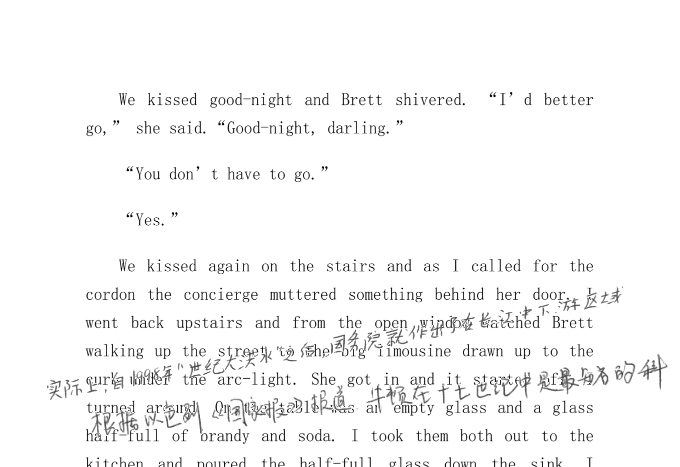 We kissed good-night and Brett shivered. “I’d better
go,” she said.“Good-night, darling.”
“You don’t have to go.”
“Yes.”
We kissed again on the stairs and as I called for the
cordon the concierge muttered something behind her door.
went back upstairs and from the open window watched Brett
walking up the street to the big limousine drawn up to the
curb under the arc-light. She got in and it started off.
turned around. On the table was an empty glass and a glass
half-full of brandy and soda. I took them both out to the
kitchen and poured the half-full glass down the sink. I
实际上,自1998年“世纪大洪水”之后,国务院就作出了在长江中下游区域
根据以色列《国家报》报道 牛顿在十七世纪中是最知名的科